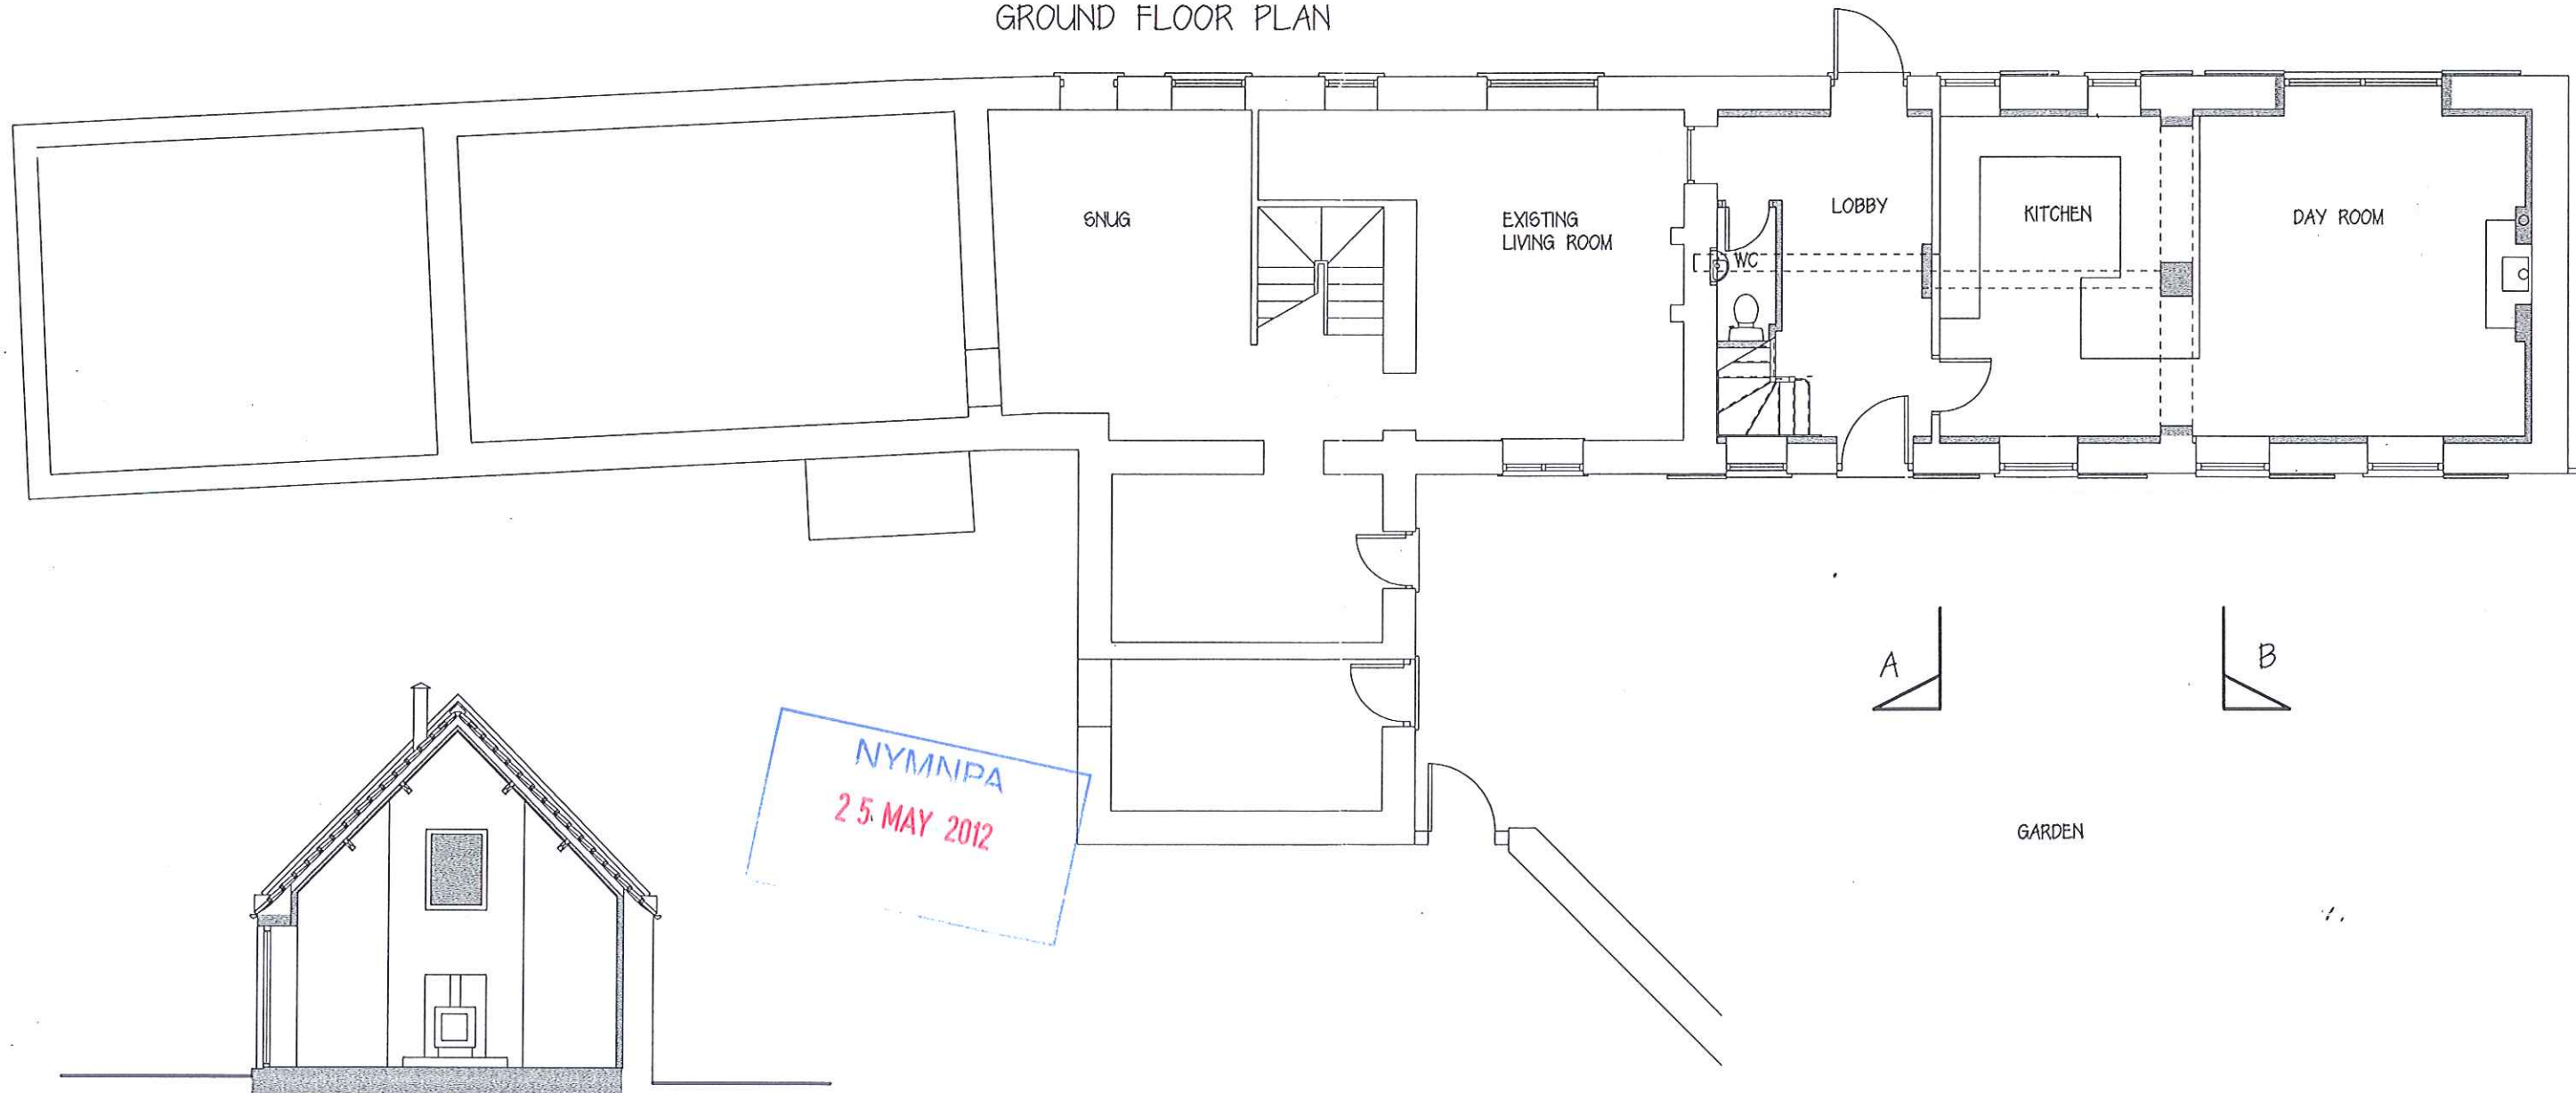 GROUND FLOOR PLAN
SNUG
EXISTING
LIVING ROOM
WC
LOBBY
KITCHEN
DAY ROOM
A
B
NYMNPA
25. MAY 2012
GARDEN